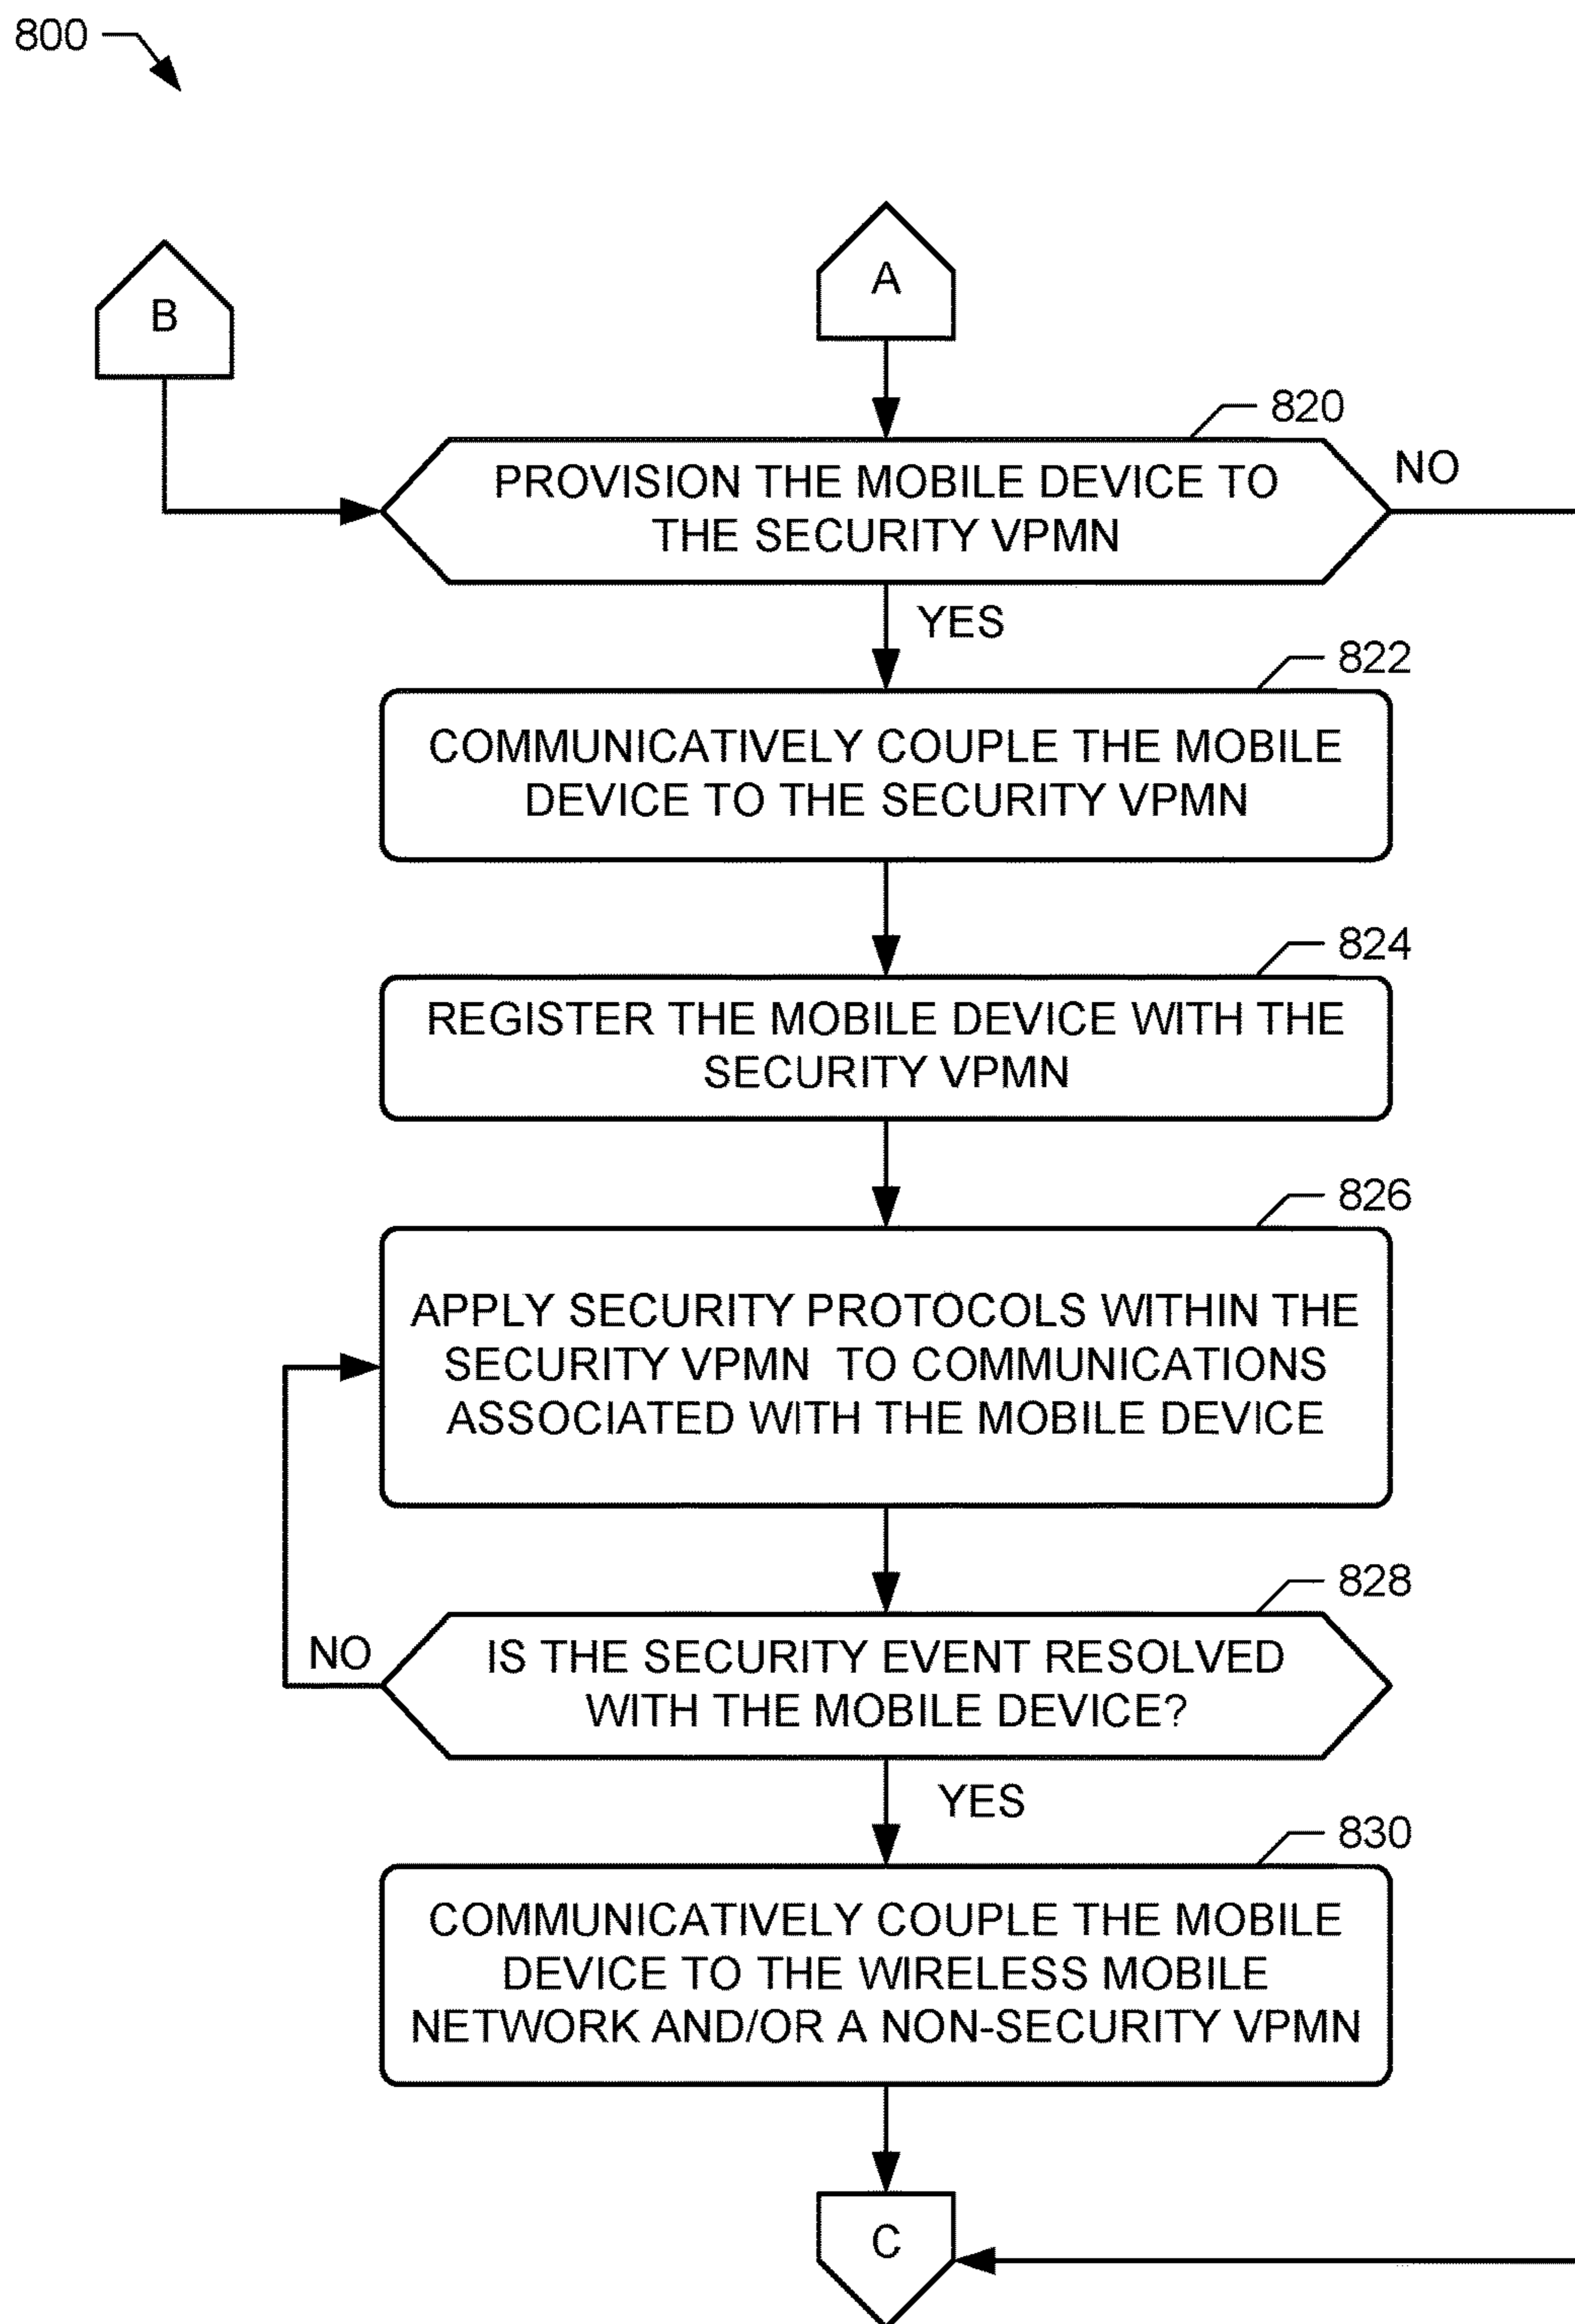 800
B
A
820
PROVISION THE MOBILE DEVICE TO
THE SECURITY VPMN
NO
YES
822
COMMUNICATIVELY COUPLE THE MOBILE
DEVICE TO THE SECURITY VPMN
824
REGISTER THE MOBILE DEVICE WITH THE
SECURITY VPMN
826
APPLY SECURITY PROTOCOLS WITHIN THE
SECURITY VPMN TO COMMUNICATIONS
ASSOCIATED WITH THE MOBILE DEVICE
828
NO
IS THE SECURITY EVENT RESOLVED
WITH THE MOBILE DEVICE?
YES
830
COMMUNICATIVELY COUPLE THE MOBILE
DEVICE TO THE WIRELESS MOBILE
NETWORK AND/OR A NON-SECURITY VPMN
C